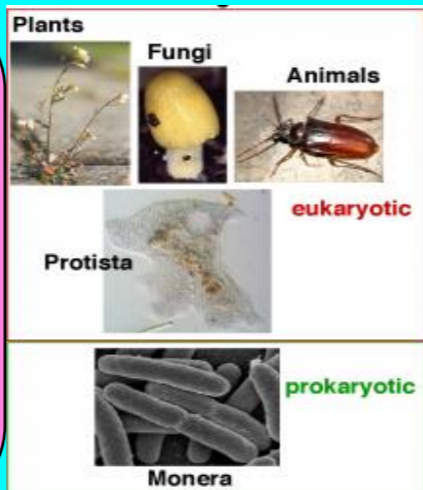 Plants
Fungi
Animals
eukaryotic
Protista
prokaryotic
Monera